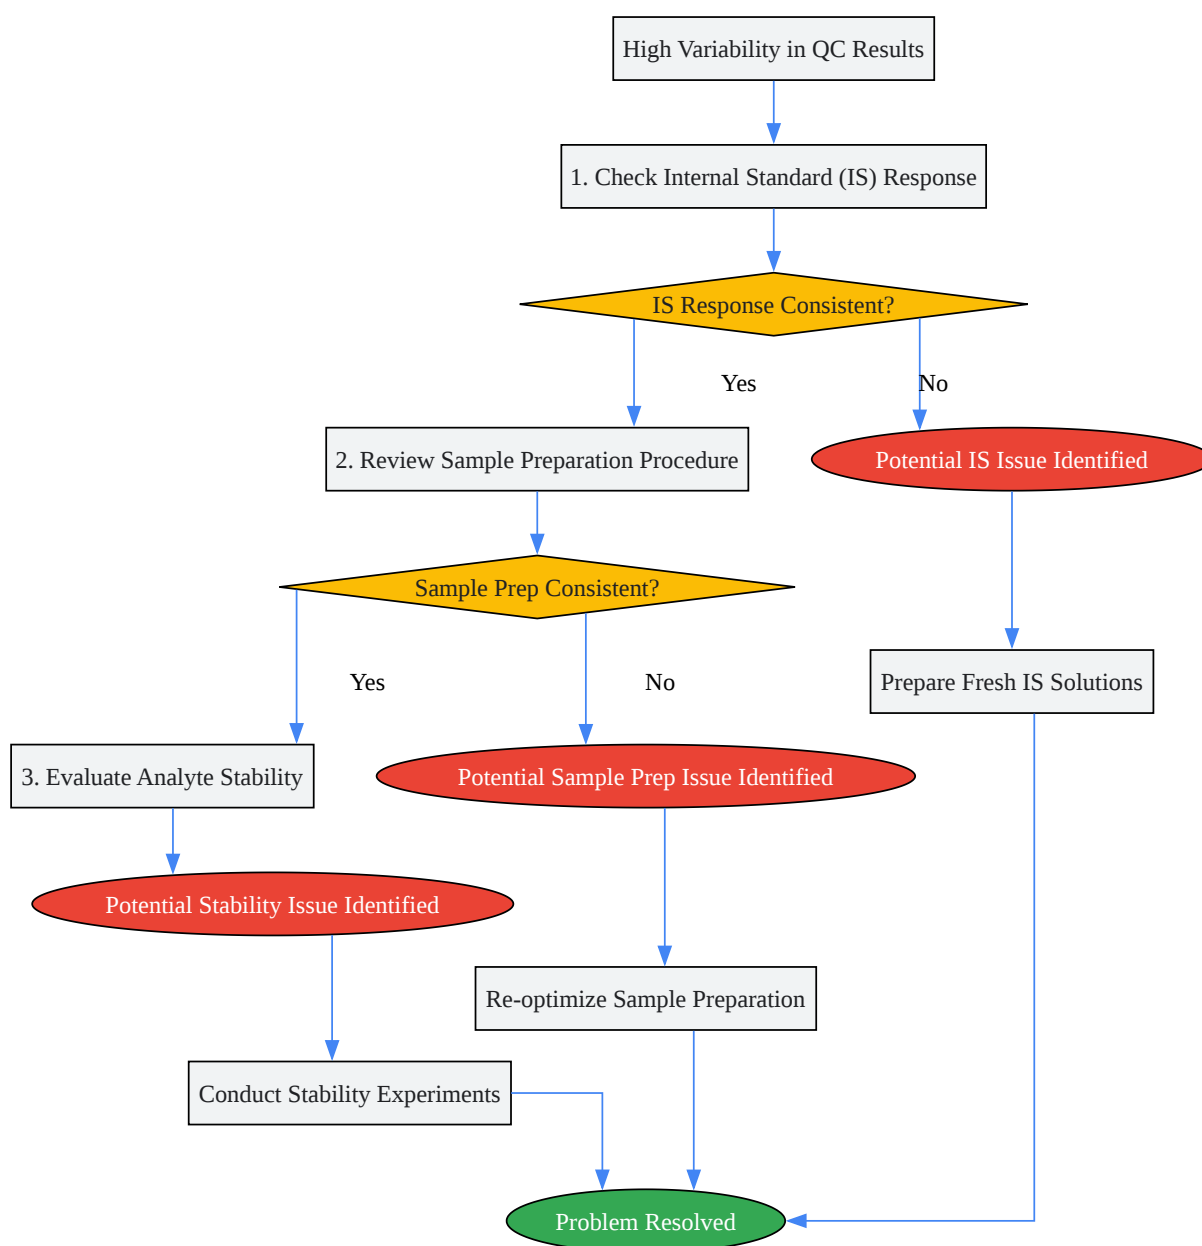 High Variability in QC Results
1. Check Internal Standard (IS) Response
IS Response Consistent?
Yes
No
2. Review Sample Preparation Procedure
Potential IS Issue Identified
Sample Prep Consistent?
Yes
No
Prepare Fresh IS Solutions
3. Evaluate Analyte Stability
Potential Sample Prep Issue Identified
Potential Stability Issue Identified
Re-optimize Sample Preparation
Conduct Stability Experiments
Problem Resolved